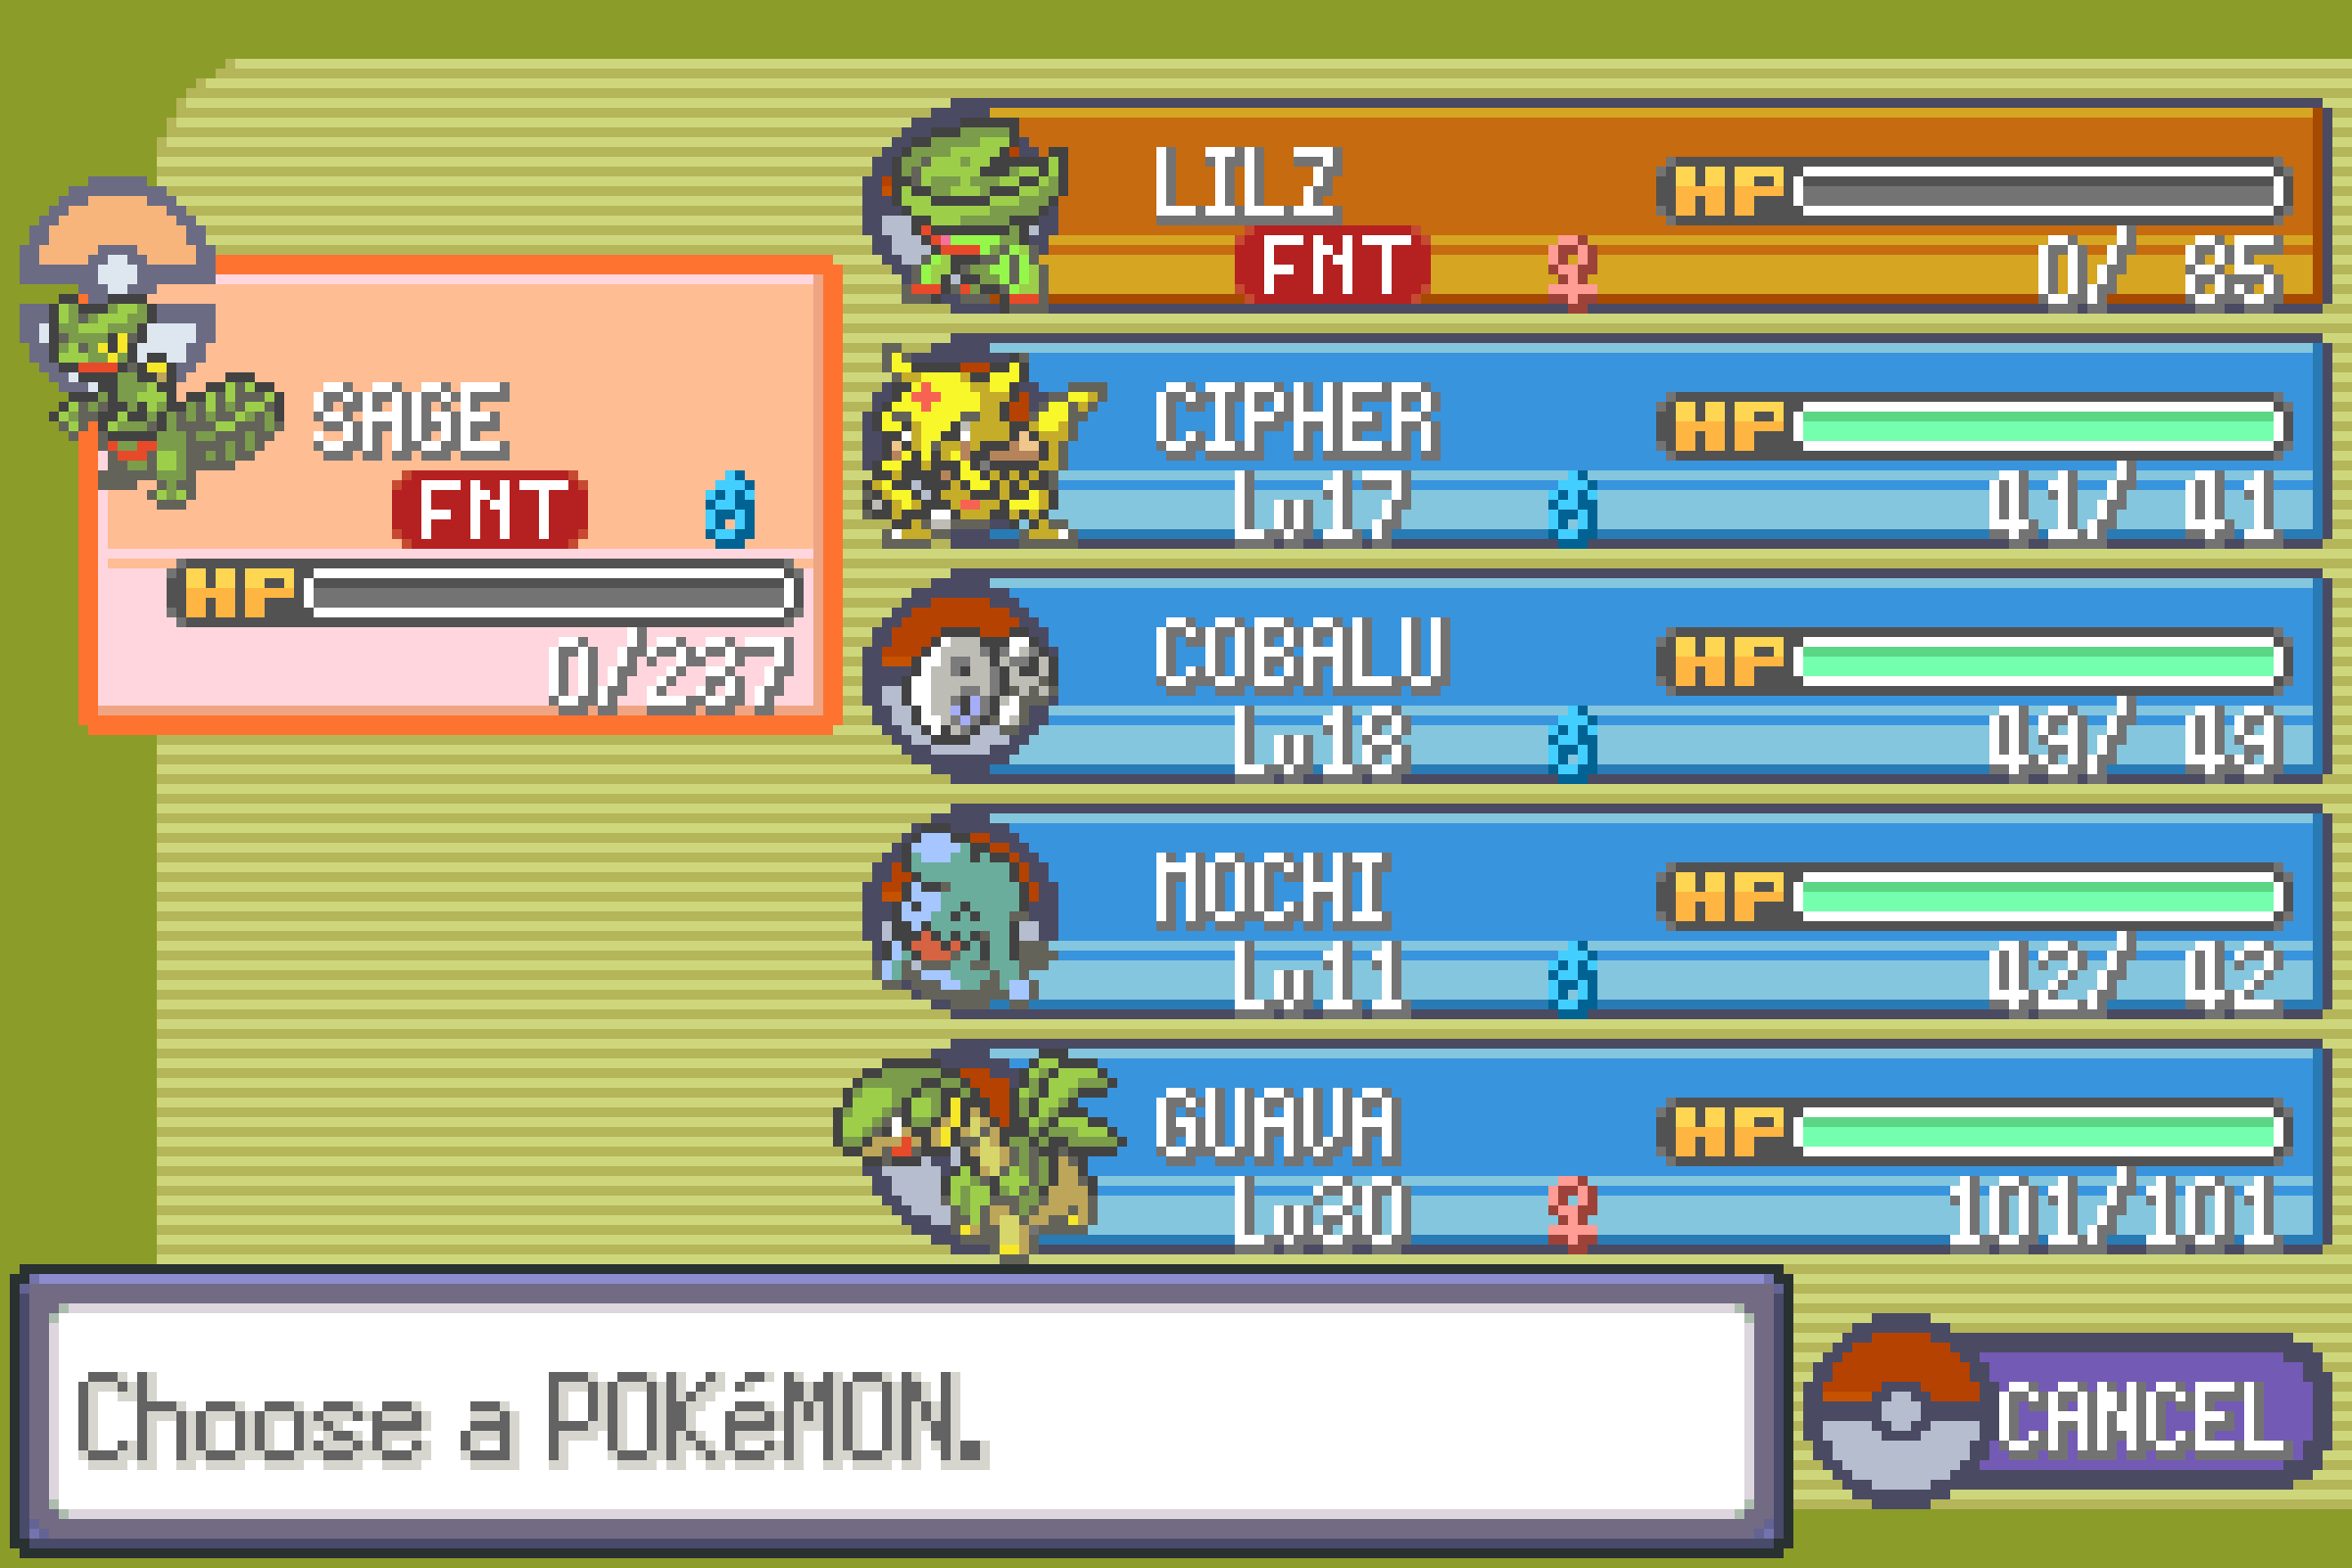 SAGE
FNT ♂
HP
0/237
LILZ
HP
FNT ♀
0/ 85
CIPHER
HP
Lv17 ♂
41/ 41
COBALU
HP
Lv18 ♂
49/ 49
MOCHI
HP
Lv11 ♂
42/ 42
GUAVA
HP
Lv30 ♀
101/101
Choose a POKéMON.
CANCEL